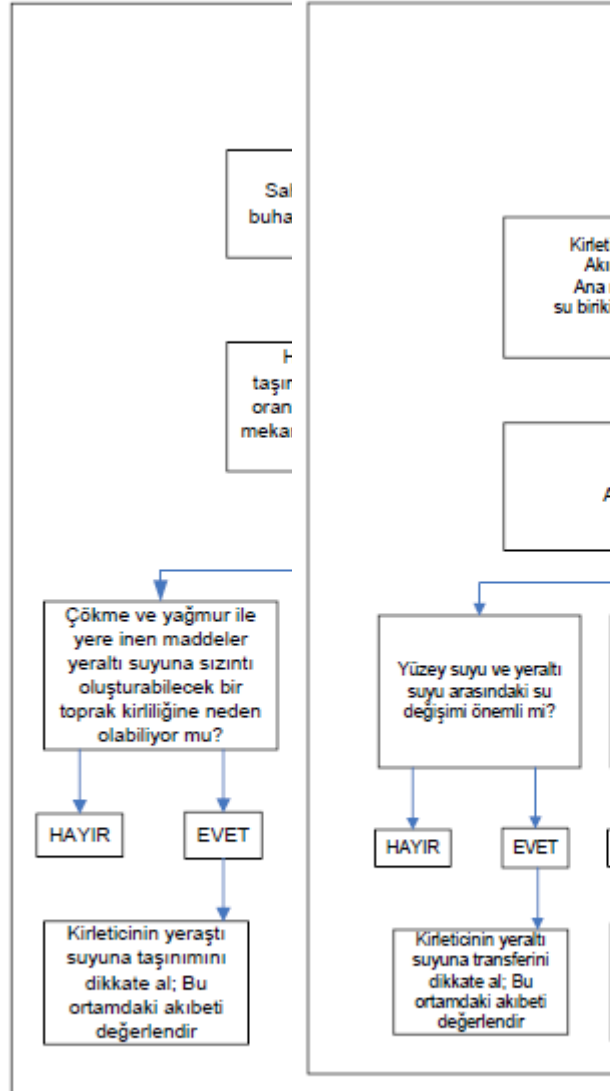 Çökme ve yağmur ile
yere inen maddeler
yeraltı suyuna sızıntı
oluşturabilecek bir
toprak kirliliğine neden
olabiliyor mu?
HAYIR
EVET
Kirleticinin yeraştı
suyuna taşınımını
dikkate al; Bu
ortamdaki akıbeti
değerlendir
Ana
su
Yüzey suyu ve yeraltı
suyu arasındaki su
değişimi önemli mi?
HAYIR
EVET
Kirleticinin yeraltı
suyuna transferini
dikkate al; Bu
ortamdaki akıbeti
değerlendir